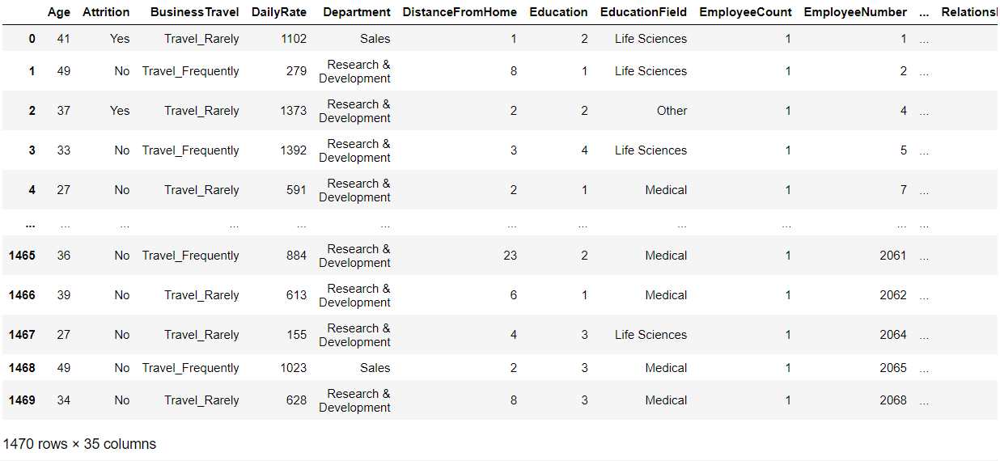 Age Attrition BusinessTravel DailyRate Department DistanceFromHome Education EducationField EmployeeCount EmployeeNumber ...
0 41 Yes Travel_Rarely 1102 Sales 1 2 Life Sciences 1 1 ...
1 49 No Travel_Frequently 279 Research & Development 8 1 Life Sciences 1 2 ...
2 37 Yes Travel_Rarely 1373 Research & Development 2 2 Other 1 4 ...
3 33 No Travel_Frequently 1392 Research & Development 3 4 Life Sciences 1 5 ...
4 27 No Travel_Rarely 591 Research & Development 2 1 Medical 1 7 ...
... ... ... ... ... ... ... ... ... ... ... ...
1465 36 No Travel_Frequently 884 Research & Development 23 2 Medical 1 2061 ...
1466 39 No Travel_Rarely 613 Research & Development 6 1 Medical 1 2062 ...
1467 27 No Travel_Rarely 155 Research & Development 4 3 Life Sciences 1 2064 ...
1468 49 No Travel_Frequently 1023 Sales 2 3 Medical 1 2065 ...
1469 34 No Travel_Rarely 628 Research & Development 8 3 Medical 1 2068 ...
1470 rows × 35 columns